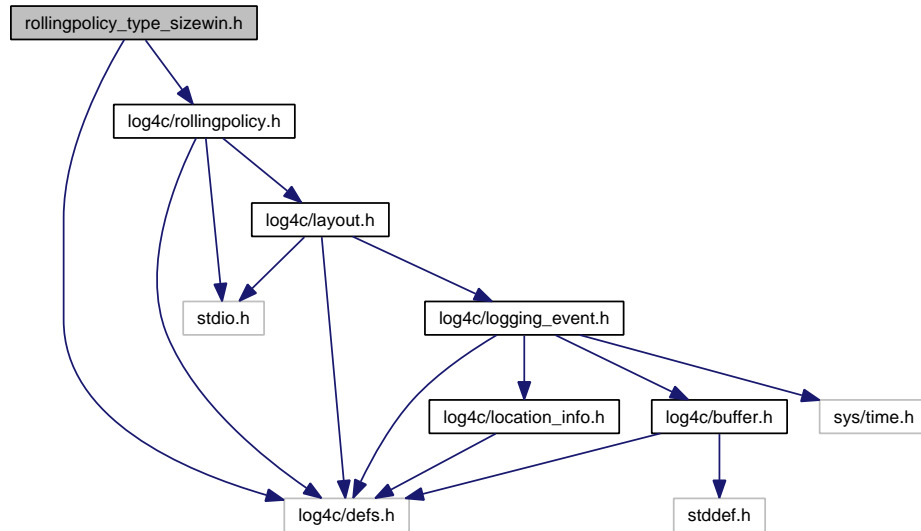 rollingpolicy_type_sizewin.h
log4c/rollingpolicy.h
log4c/layout.h
stdio.h
log4c/logging_event.h
log4c/location_info.h
log4c/buffer.h
sys/time.h
log4c/defs.h
stddef.h